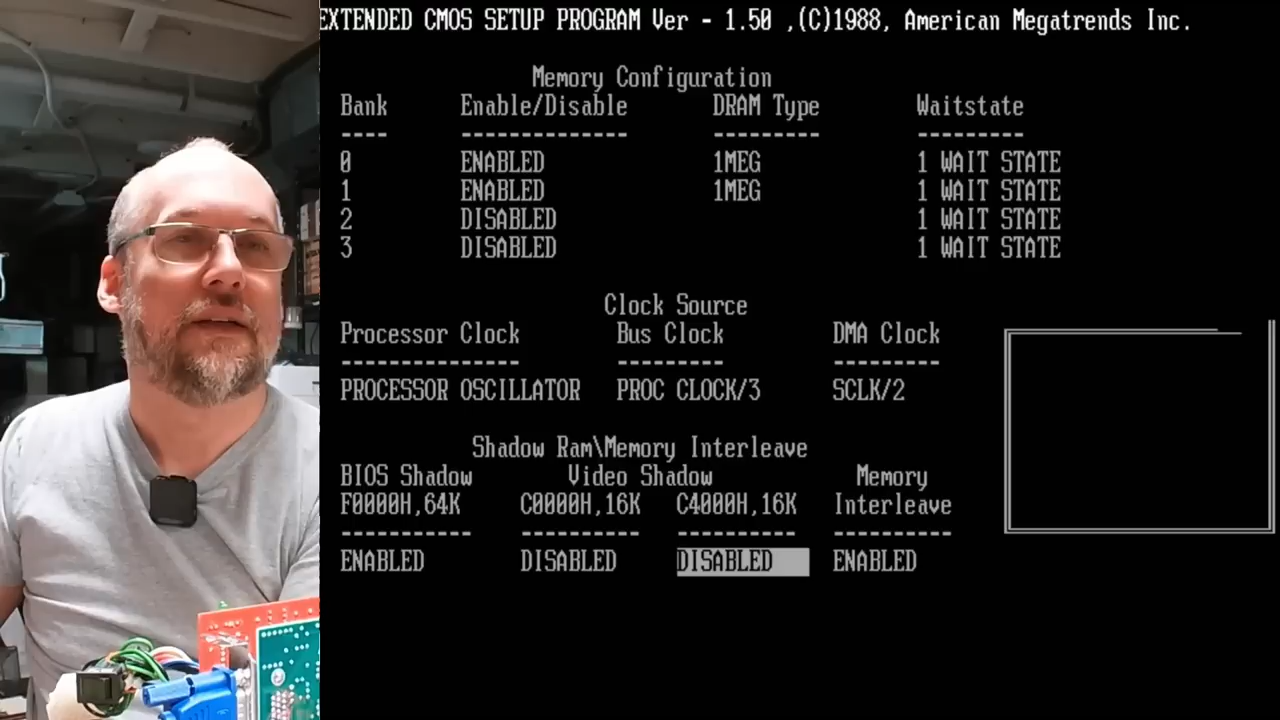 EXTENDED CMOS SETUP PROGRAM Ver - 1.50 ,(C)1988, American Megatrends Inc.
Memory Configuration
Bank Enable/Disable DRAM Type Waitstate
---- -------------- --------- ---------
0 ENABLED 1MEG 1 WAIT STATE
1 ENABLED 1MEG 1 WAIT STATE
2 DISABLED 1 WAIT STATE
3 DISABLED 1 WAIT STATE
Clock Source
Processor Clock Bus Clock DMA Clock
--------------- --------- ---------
PROCESSOR OSCILLATOR PROC CLOCK/3 SCLK/2
Shadow Ram\Memory Interleave
BIOS Shadow Video Shadow Memory
F0000H,64K C0000H,16K C4000H,16K Interleave
----------- ---------- ---------- ----------
ENABLED DISABLED DISABLED ENABLED